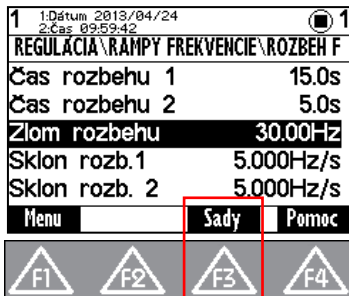 1 1:Dátum 2013/04/24 1
2:Čas 09:59:42
REGULÁCIA\RAMPY FREKVENCIE\ROZBEH F
Čas rozbehu 1 15.0s
Čas rozbehu 2 5.0s
Zlom rozbehu 30.00Hz
Sklon rozb.1 5.000Hz/s
Sklon rozb. 2 5.000Hz/s
Menu Sady Pomoc
F1 F2 F3 F4